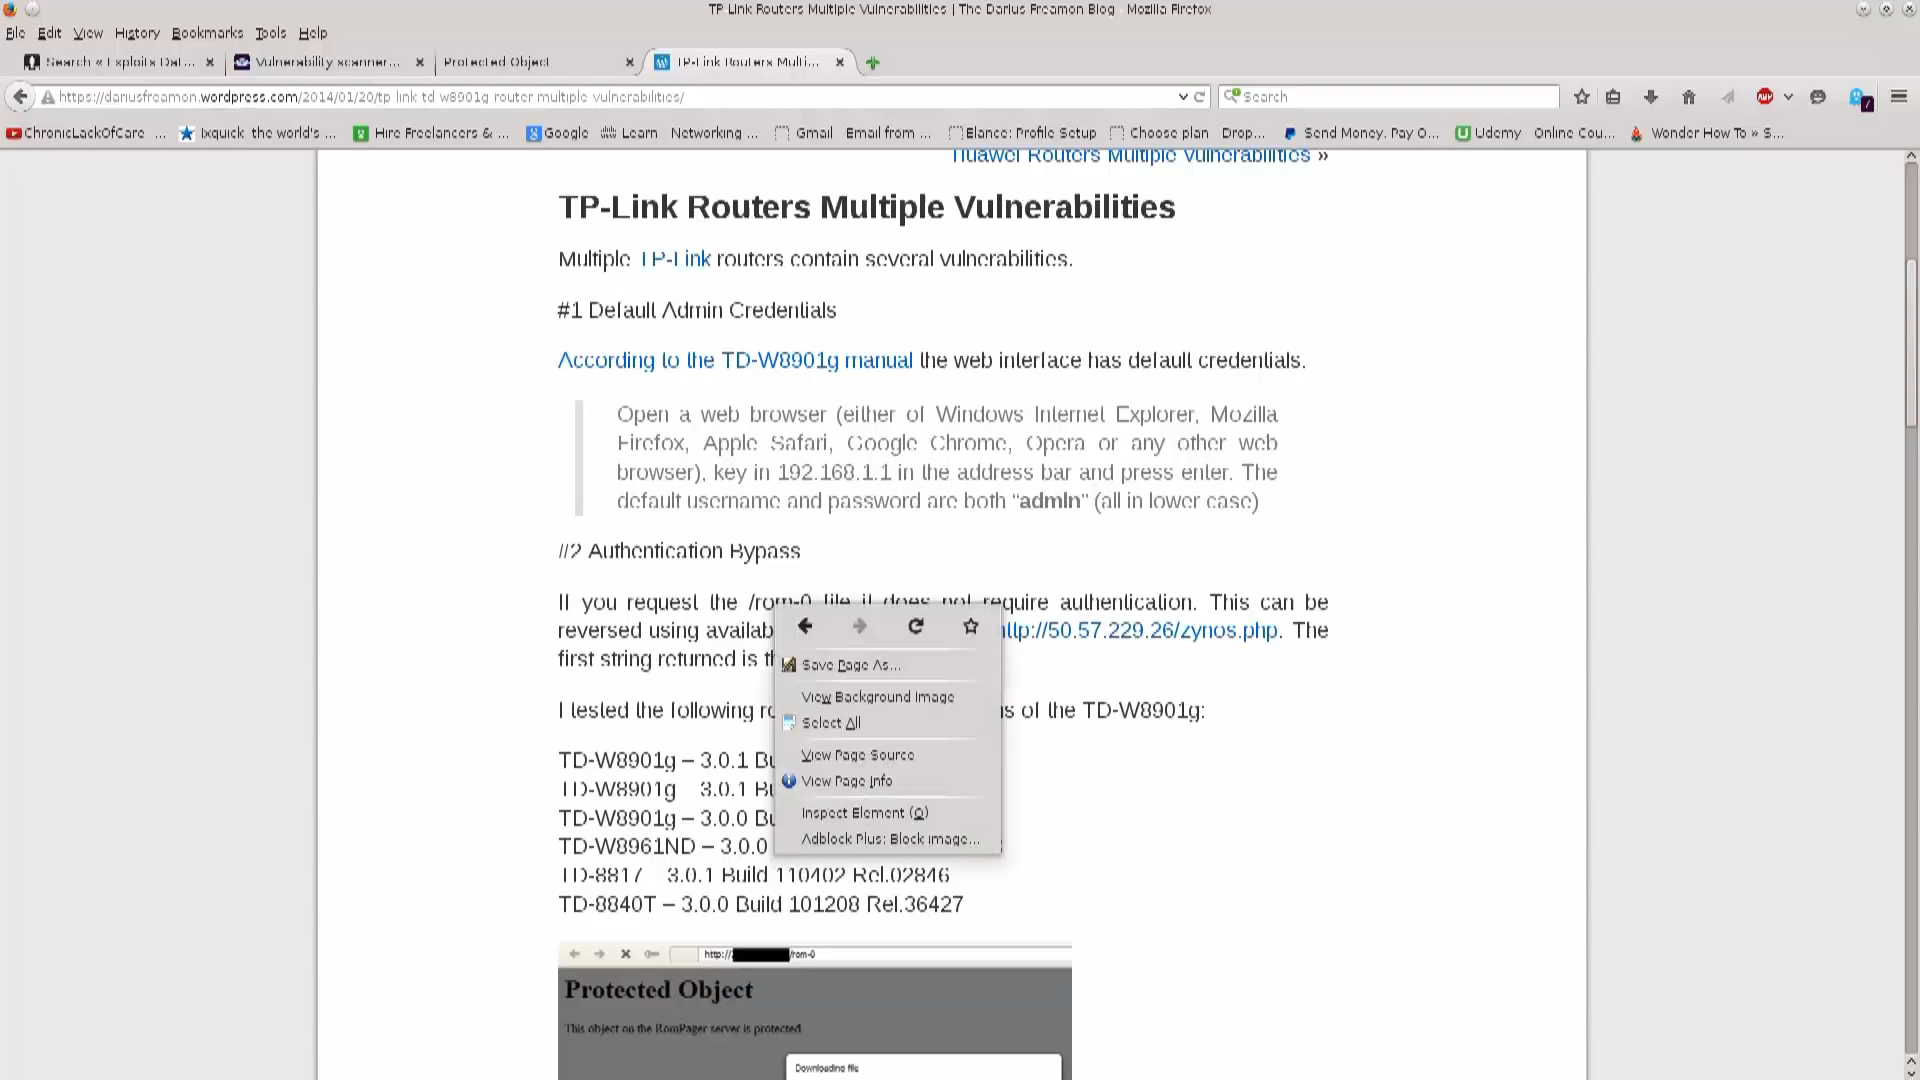 TP-Link Routers Multiple Vulnerabilities | The Darius Freamon Blog - Mozilla Firefox
File Edit View History Bookmarks Tools Help
Search « Exploits Dat... Vulnerability scanner... Protected Object TP-Link Routers Multi...
https://dariusfreamon.wordpress.com/2014/01/20/tp-link-td-w8901g-router-multiple-vulnerabilities/ Search
ChronicLackOfCare ... Ixquick the world's ... Hire Freelancers & ... Google Learn Networking ... Gmail Email from ... Elance: Profile Setup Choose plan Drop... Send Money, Pay O... Udemy Online Cou... Wonder How To » S...
Huawei Routers Multiple Vulnerabilities »
TP-Link Routers Multiple Vulnerabilities
Multiple TP-Link routers contain several vulnerabilities.
#1 Default Admin Credentials
According to the TD-W8901g manual the web interface has default credentials.
Open a web browser (either of Windows Internet Explorer, Mozilla
Firefox, Apple Safari, Google Chrome, Opera or any other web
browser), key in 192.168.1.1 in the address bar and press enter. The
default username and password are both “admin” (all in lower case)
#2 Authentication Bypass
If you request the /rom-0 file it does not require authentication. This can be
reversed using availab http://50.57.229.26/zynos.php. The
first string returned is th
I tested the following ro s of the TD-W8901g:
TD-W8901g – 3.0.1 Bu
TD-W8901g – 3.0.1 Bu
TD-W8901g – 3.0.0 Bu
TD-W8961ND – 3.0.0
TD-8817 – 3.0.1 Build 110402 Rel.02846
TD-8840T – 3.0.0 Build 101208 Rel.36427
Save Page As...
View Background Image
Select All
View Page Source
View Page Info
Inspect Element (Q)
Adblock Plus: Block image...
http:// /rom-0
Protected Object
This object on the RomPager server is protected
Downloading file